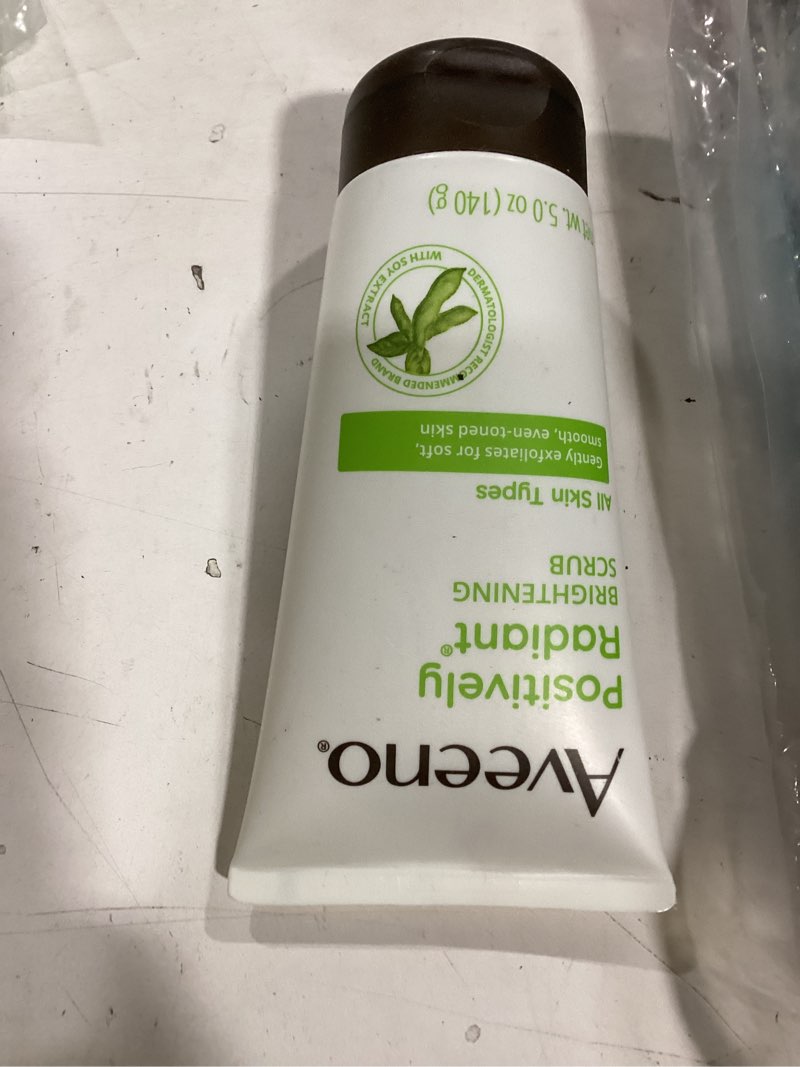 Aveeno®
Positively
Radiant®
BRIGHTENING
SCRUB
All Skin Types
Gently exfoliates for soft,
smooth, even-toned skin
DERMATOLOGIST RECOMMENDED BRAND
WITH SOY EXTRACT
wt. 5.0 oz (140 g)